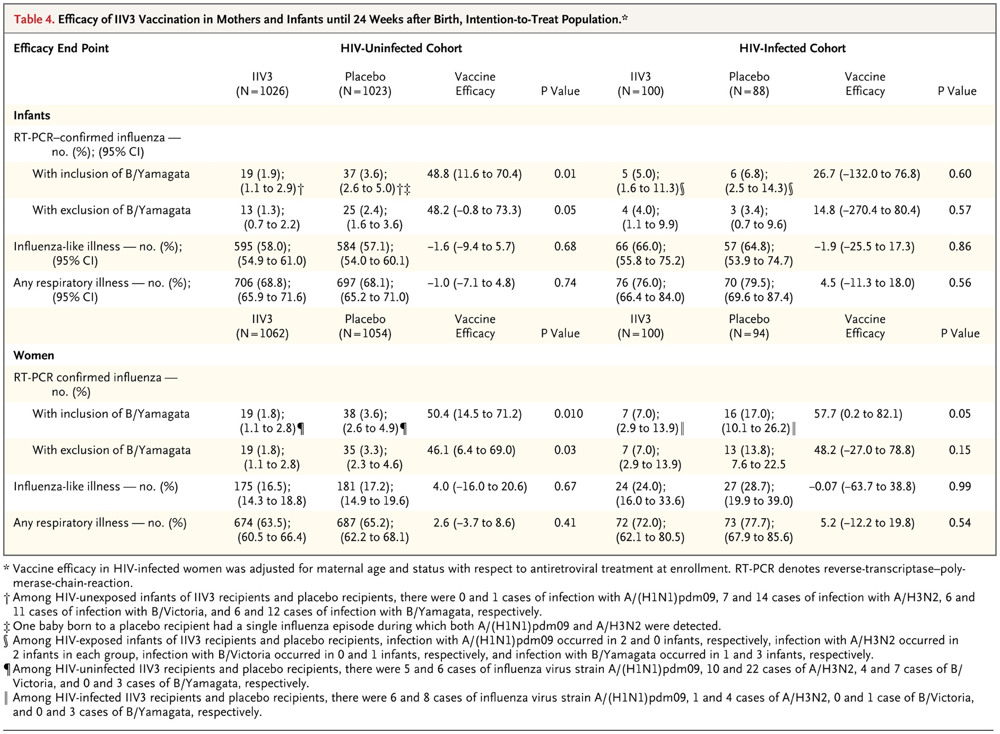 Table 4. Efficacy of IIV3 Vaccination in Mothers and Infants until 24 Weeks after Birth, Intention-to-Treat Population.*
Efficacy End Point HIV-Uninfected Cohort HIV-Infected Cohort
IIV3 Placebo Vaccine IIV3 Placebo Vaccine
(N=1026) (N=1023) Efficacy P Value (N=100) (N=88) Efficacy P Value
Infants
RT-PCR–confirmed influenza —
no. (%); (95% CI)
With inclusion of B/Yamagata 19 (1.9); 37 (3.6); 48.8 (11.6 to 70.4) 0.01 5 (5.0); 6 (6.8); 26.7 (–132.0 to 76.8) 0.60
(1.1 to 2.9)† (2.6 to 5.0)†‡ (1.6 to 11.3)§ (2.5 to 14.3)§
With exclusion of B/Yamagata 13 (1.3); 25 (2.4); 48.2 (–0.8 to 73.3) 0.05 4 (4.0); 3 (3.4); 14.8 (–270.4 to 80.4) 0.57
(0.7 to 2.2) (1.6 to 3.6) (1.1 to 9.9) (0.7 to 9.6)
Influenza-like illness — no. (%); 595 (58.0); 584 (57.1); –1.6 (–9.4 to 5.7) 0.68 66 (66.0); 57 (64.8); –1.9 (–25.5 to 17.3) 0.86
(95% CI) (54.9 to 61.0) (54.0 to 60.1) (55.8 to 75.2) (53.9 to 74.7)
Any respiratory illness — no. (%); 706 (68.8); 697 (68.1); –1.0 (–7.1 to 4.8) 0.74 76 (76.0); 70 (79.5); 4.5 (–11.3 to 18.0) 0.56
(95% CI) (65.9 to 71.6) (65.2 to 71.0) (66.4 to 84.0) (69.6 to 87.4)
IIV3 Placebo Vaccine IIV3 Placebo Vaccine
(N=1062) (N=1054) Efficacy P Value (N=100) (N=94) Efficacy P Value
Women
RT-PCR confirmed influenza —
no. (%)
With inclusion of B/Yamagata 19 (1.8); 38 (3.6); 50.4 (14.5 to 71.2) 0.010 7 (7.0); 16 (17.0); 57.7 (0.2 to 82.1) 0.05
(1.1 to 2.8)¶ (2.6 to 4.9)¶ (2.9 to 13.9)‖ (10.1 to 26.2)‖
With exclusion of B/Yamagata 19 (1.8); 35 (3.3); 46.1 (6.4 to 69.0) 0.03 7 (7.0); 13 (13.8); 48.2 (–27.0 to 78.8) 0.15
(1.1 to 2.8) (2.3 to 4.6) (2.9 to 13.9) 7.6 to 22.5
Influenza-like illness — no. (%) 175 (16.5); 181 (17.2); 4.0 (–16.0 to 20.6) 0.67 24 (24.0); 27 (28.7); –0.07 (–63.7 to 38.8) 0.99
(14.3 to 18.8) (14.9 to 19.6) (16.0 to 33.6) (19.9 to 39.0)
Any respiratory illness — no. (%) 674 (63.5); 687 (65.2); 2.6 (–3.7 to 8.6) 0.41 72 (72.0); 73 (77.7); 5.2 (–12.2 to 19.8) 0.54
(60.5 to 66.4) (62.2 to 68.1) (62.1 to 80.5) (67.9 to 85.6)
* Vaccine efficacy in HIV-infected women was adjusted for maternal age and status with respect to antiretroviral treatment at enrollment. RT-PCR denotes reverse-transcriptase–poly-
merase-chain-reaction.
† Among HIV-unexposed infants of IIV3 recipients and placebo recipients, there were 0 and 1 cases of infection with A/(H1N1)pdm09, 7 and 14 cases of infection with A/H3N2, 6 and
11 cases of infection with B/Victoria, and 6 and 12 cases of infection with B/Yamagata, respectively.
‡ One baby born to a placebo recipient had a single influenza episode during which both A/(H1N1)pdm09 and A/H3N2 were detected.
§ Among HIV-exposed infants of IIV3 recipients and placebo recipients, infection with A/(H1N1)pdm09 occurred in 2 and 0 infants, respectively, infection with A/H3N2 occurred in
2 infants in each group, infection with B/Victoria occurred in 0 and 1 infants, respectively, and infection with B/Yamagata occurred in 1 and 3 infants, respectively.
¶ Among HIV-uninfected IIV3 recipients and placebo recipients, there were 5 and 6 cases of influenza virus strain A/(H1N1)pdm09, 10 and 22 cases of A/H3N2, 4 and 7 cases of B/
Victoria, and 0 and 3 cases of B/Yamagata, respectively.
‖ Among HIV-infected IIV3 recipients and placebo recipients, there were 6 and 8 cases of influenza virus strain A/(H1N1)pdm09, 1 and 4 cases of A/H3N2, 0 and 1 case of B/Victoria,
and 0 and 3 cases of B/Yamagata, respectively.